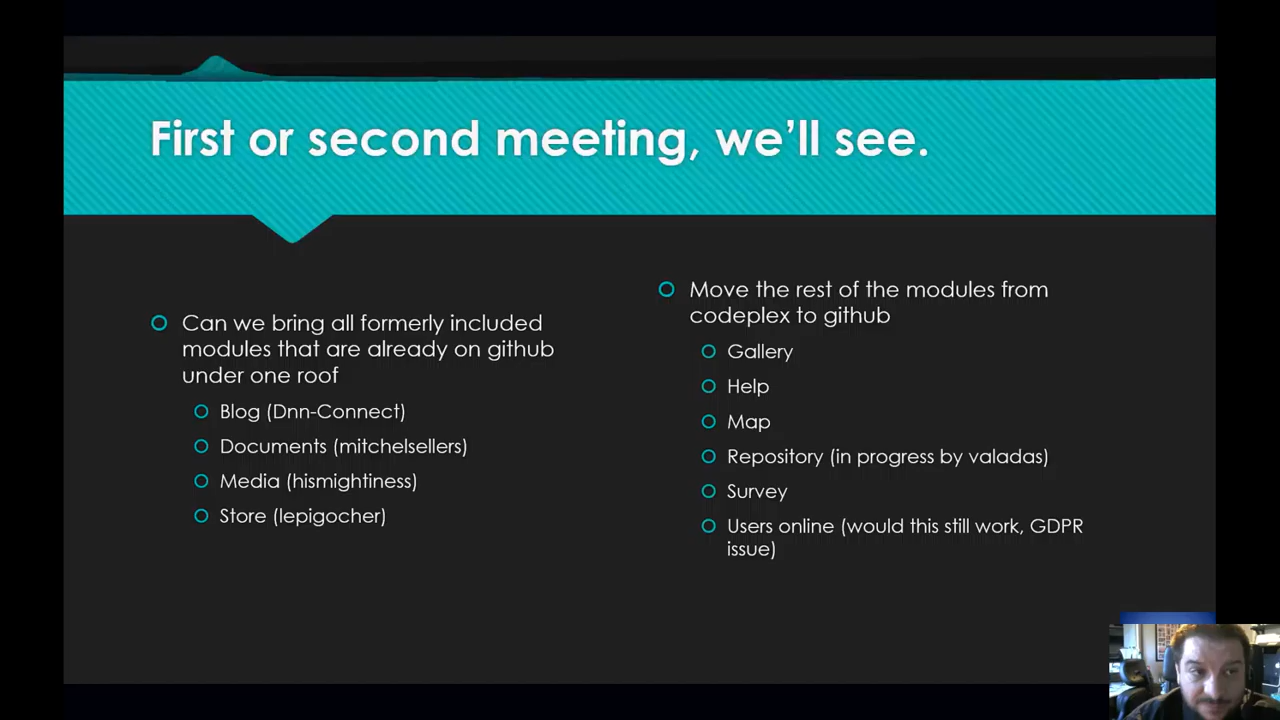 First or second meeting, we'll see.
Can we bring all formerly included
modules that are already on github
under one roof
Blog (Dnn-Connect)
Documents (mitchelsellers)
Media (hismightiness)
Store (lepigocher)
Move the rest of the modules from
codeplex to github
Gallery
Help
Map
Repository (in progress by valadas)
Survey
Users online (would this still work, GDPR
issue)